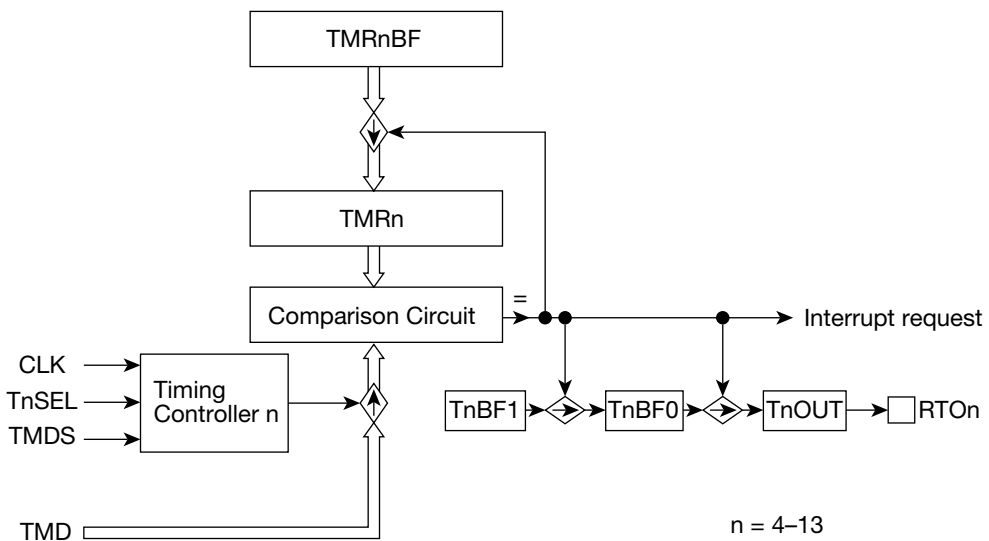 TMRnBF
TMRn
Comparison Circuit
=
Interrupt request
CLK
TnSEL
TMDS
Timing
Controller n
TnBF1
TnBF0
TnOUT
RTOn
TMD
n = 4–13